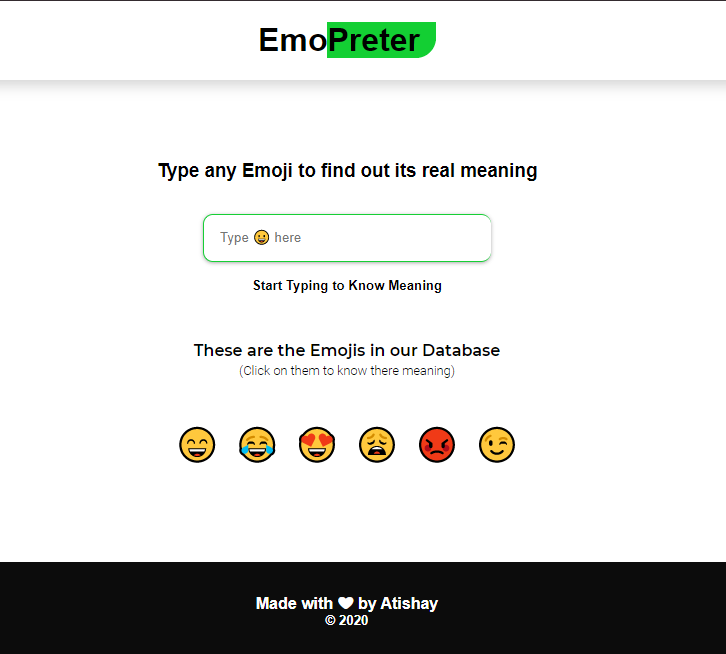 EmoPreter
Type any Emoji to find out its real meaning
Type 😀 here
Start Typing to Know Meaning
These are the Emojis in our Database
(Click on them to know there meaning)
😄 😂 😍 😩 😡 😉
Made with 🤍 by Atishay
© 2020